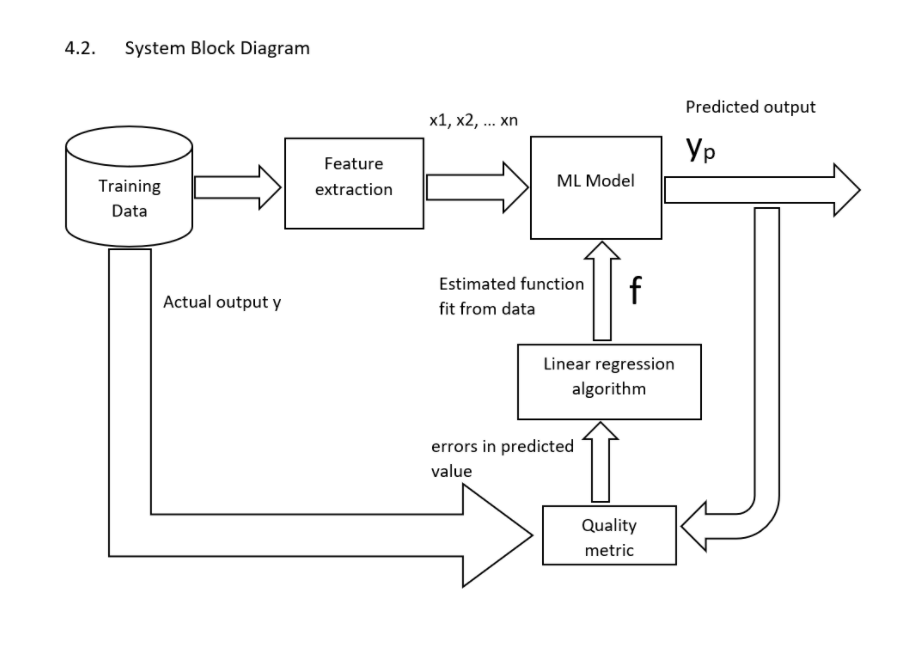 4.2. System Block Diagram
Predicted output
yp
x1, x2, ... xn
Training
Data
Feature
extraction
ML Model
Actual output y
Estimated function
fit from data
f
Linear regression
algorithm
errors in predicted
value
Quality
metric